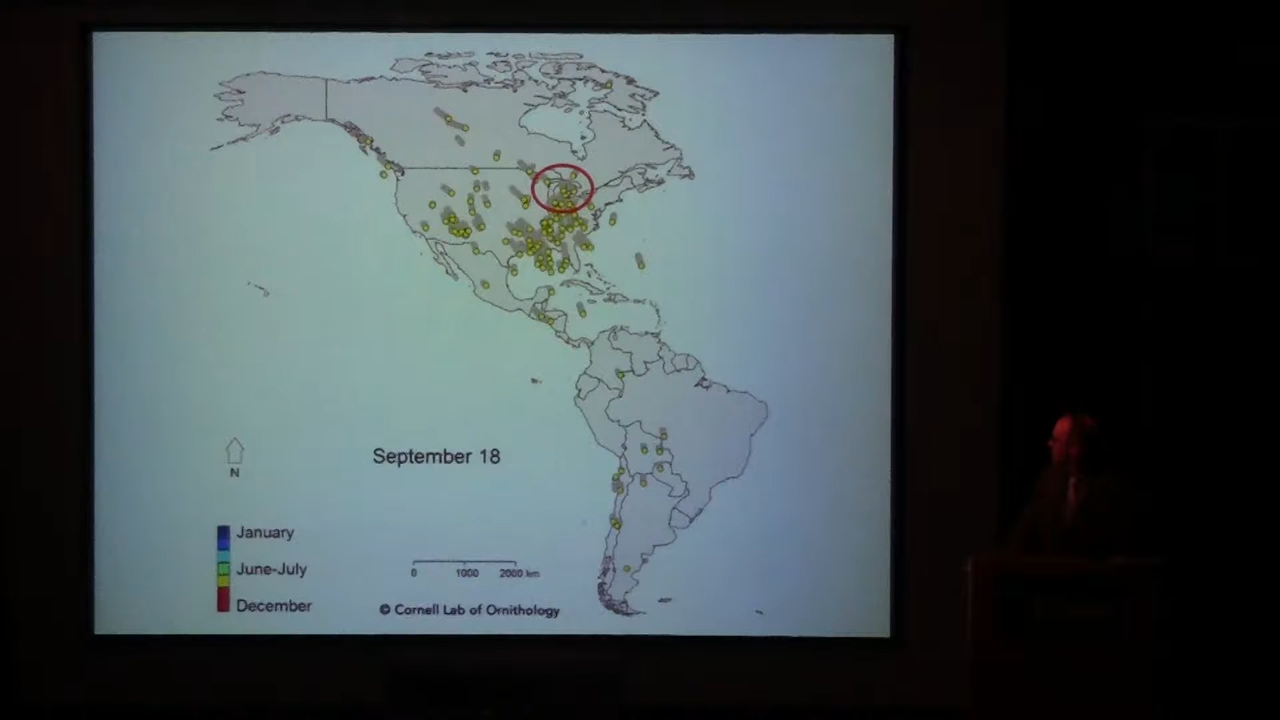 September 18
N
January
June-July
December
0 1000 2000 km
© Cornell Lab of Ornithology